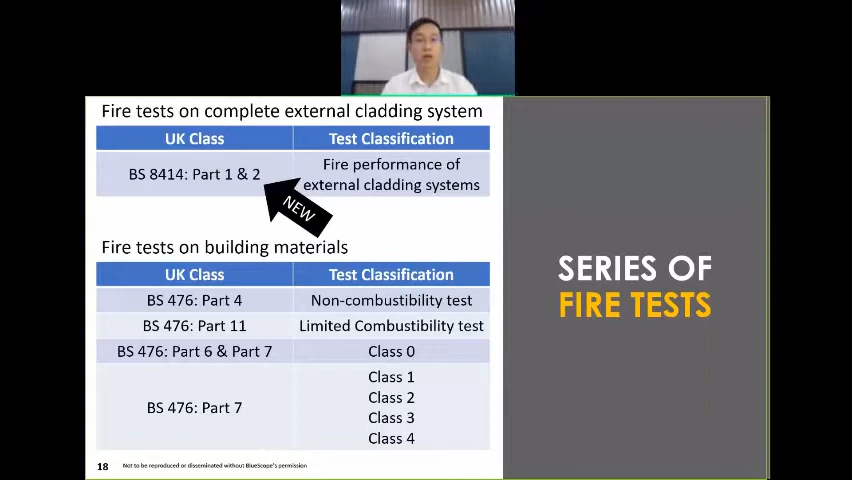 Fire tests on complete external cladding system
UK Class
Test Classification
BS 8414: Part 1 & 2
Fire performance of
external cladding systems
NEW
Fire tests on building materials
UK Class
Test Classification
BS 476: Part 4
Non-combustibility test
BS 476: Part 11
Limited Combustibility test
BS 476: Part 6 & Part 7
Class 0
BS 476: Part 7
Class 1
Class 2
Class 3
Class 4
18
Not to be reproduced or disseminated without BlueScope's permission
SERIES OF
FIRE TESTS